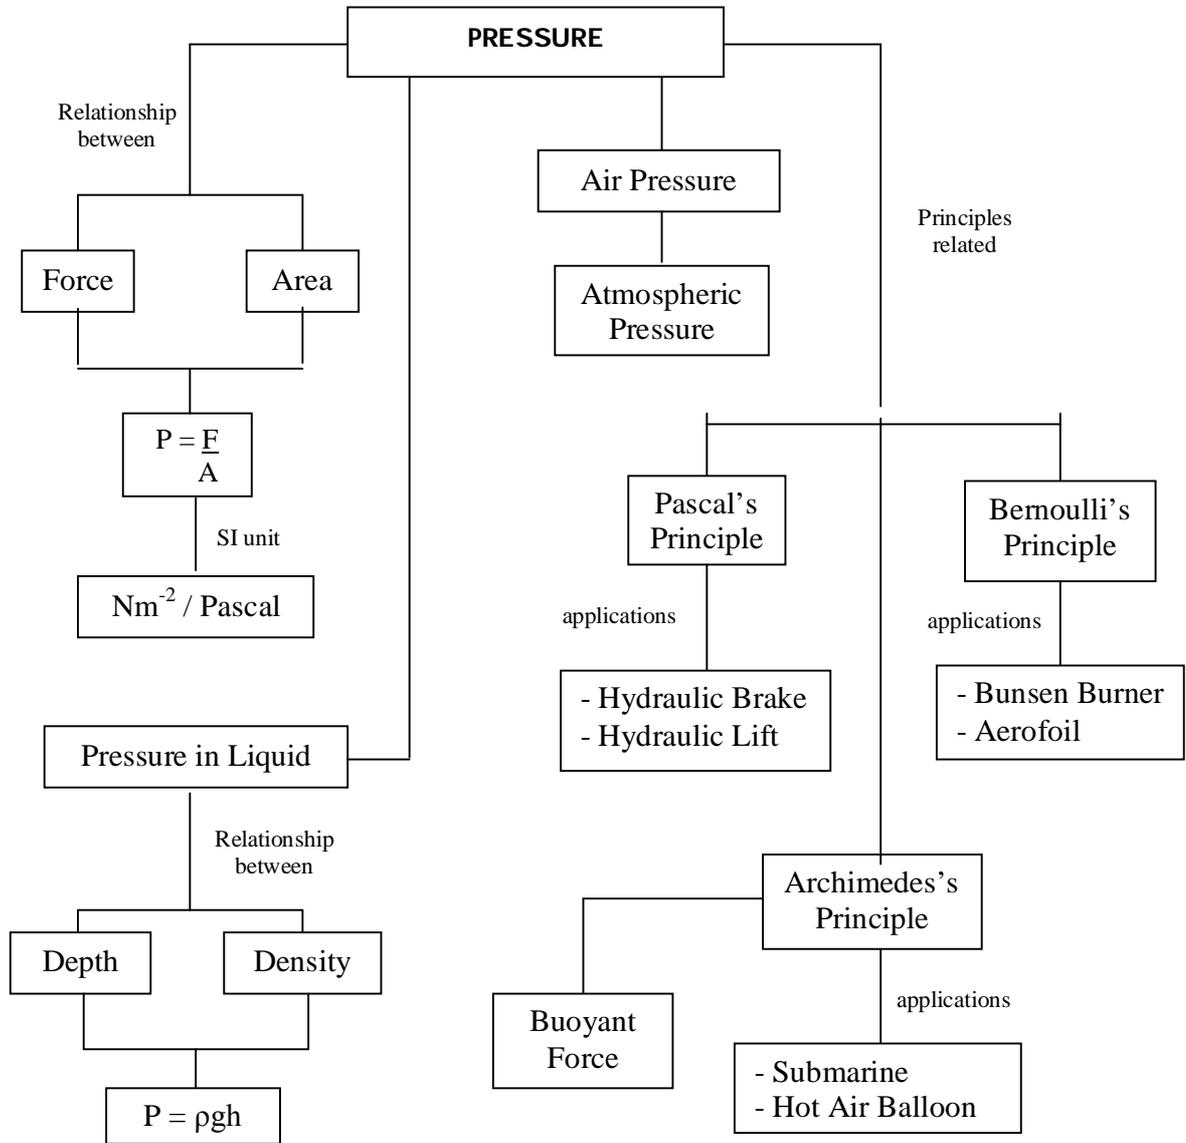 PRESSURE
Relationship
between
Force
Area
P = F
A
SI unit
Nm-2 / Pascal
Air Pressure
Atmospheric
Pressure
Principles
related
Pascal's
Principle
applications
- Hydraulic Brake
- Hydraulic Lift
Bernoulli's
Principle
applications
- Bunsen Burner
- Aerofoil
Pressure in Liquid
Relationship
between
Depth
Density
P = ρgh
Archimedes's
Principle
Buoyant
Force
applications
- Submarine
- Hot Air Balloon